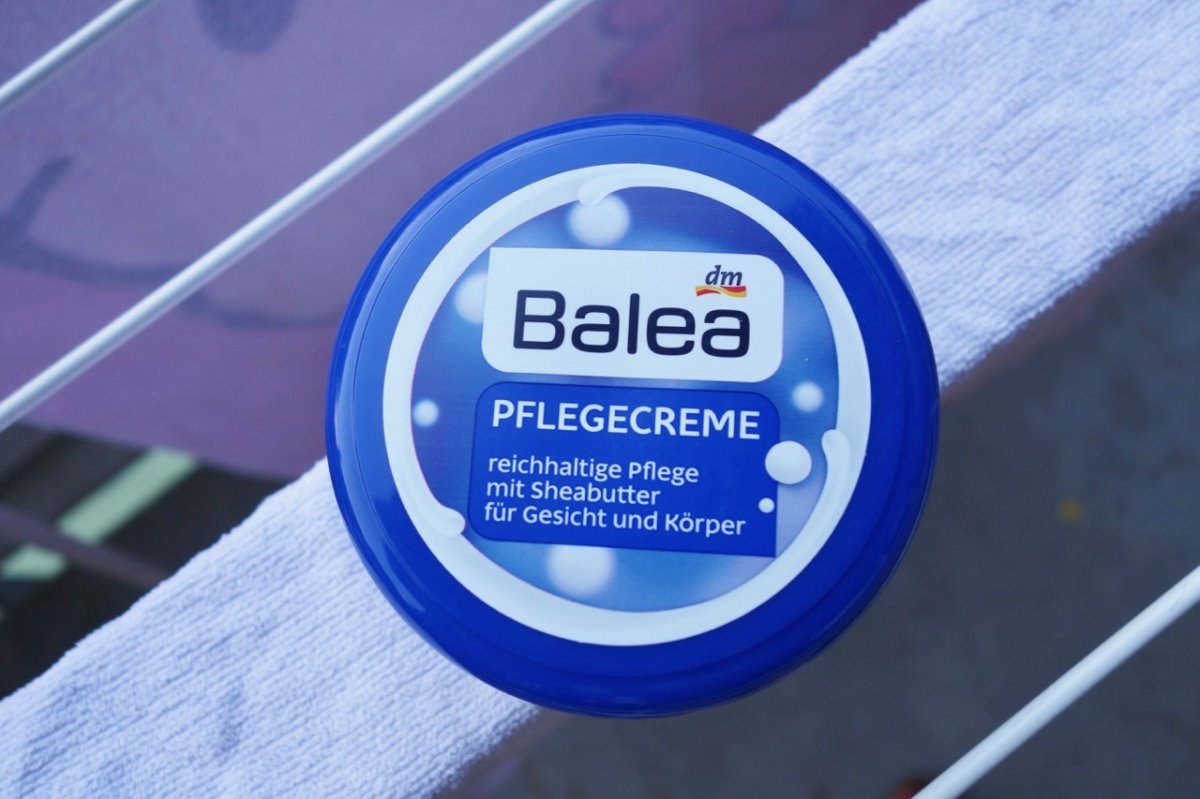 dm
Balea
PFLEGECREME
reichhaltige Pflege
mit Sheabutter
für Gesicht und Körper